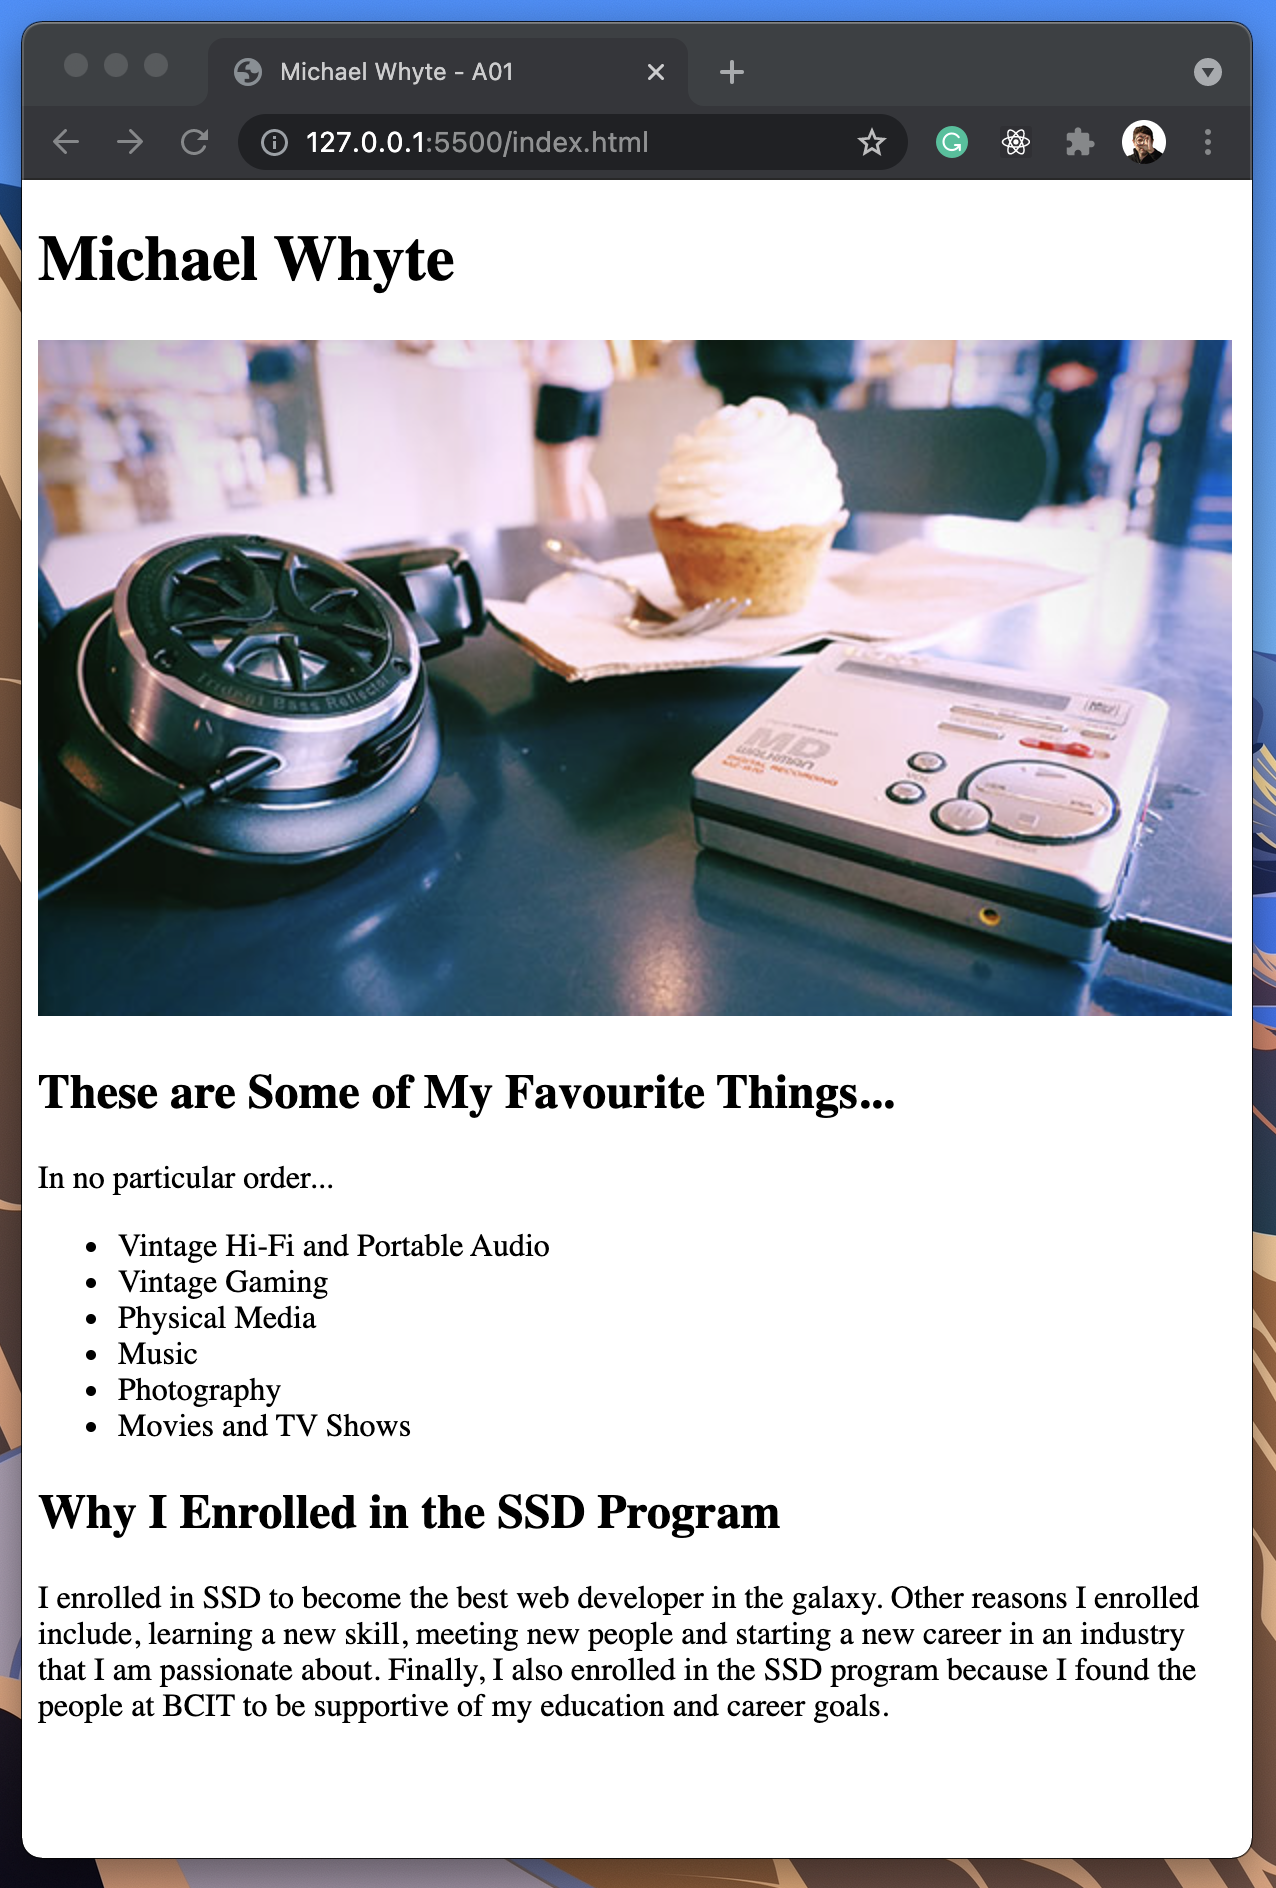 Michael Whyte - A01
127.0.0.1:5500/index.html
Michael Whyte
Trident Bass Reflector
SONY
MD
WALKMAN
DIGITAL RECORDING
VOL
These are Some of My Favourite Things...
In no particular order...
• Vintage Hi-Fi and Portable Audio
• Vintage Gaming
• Physical Media
• Music
• Photography
• Movies and TV Shows
Why I Enrolled in the SSD Program
I enrolled in SSD to become the best web developer in the galaxy. Other reasons I enrolled
include, learning a new skill, meeting new people and starting a new career in an industry
that I am passionate about. Finally, I also enrolled in the SSD program because I found the
people at BCIT to be supportive of my education and career goals.